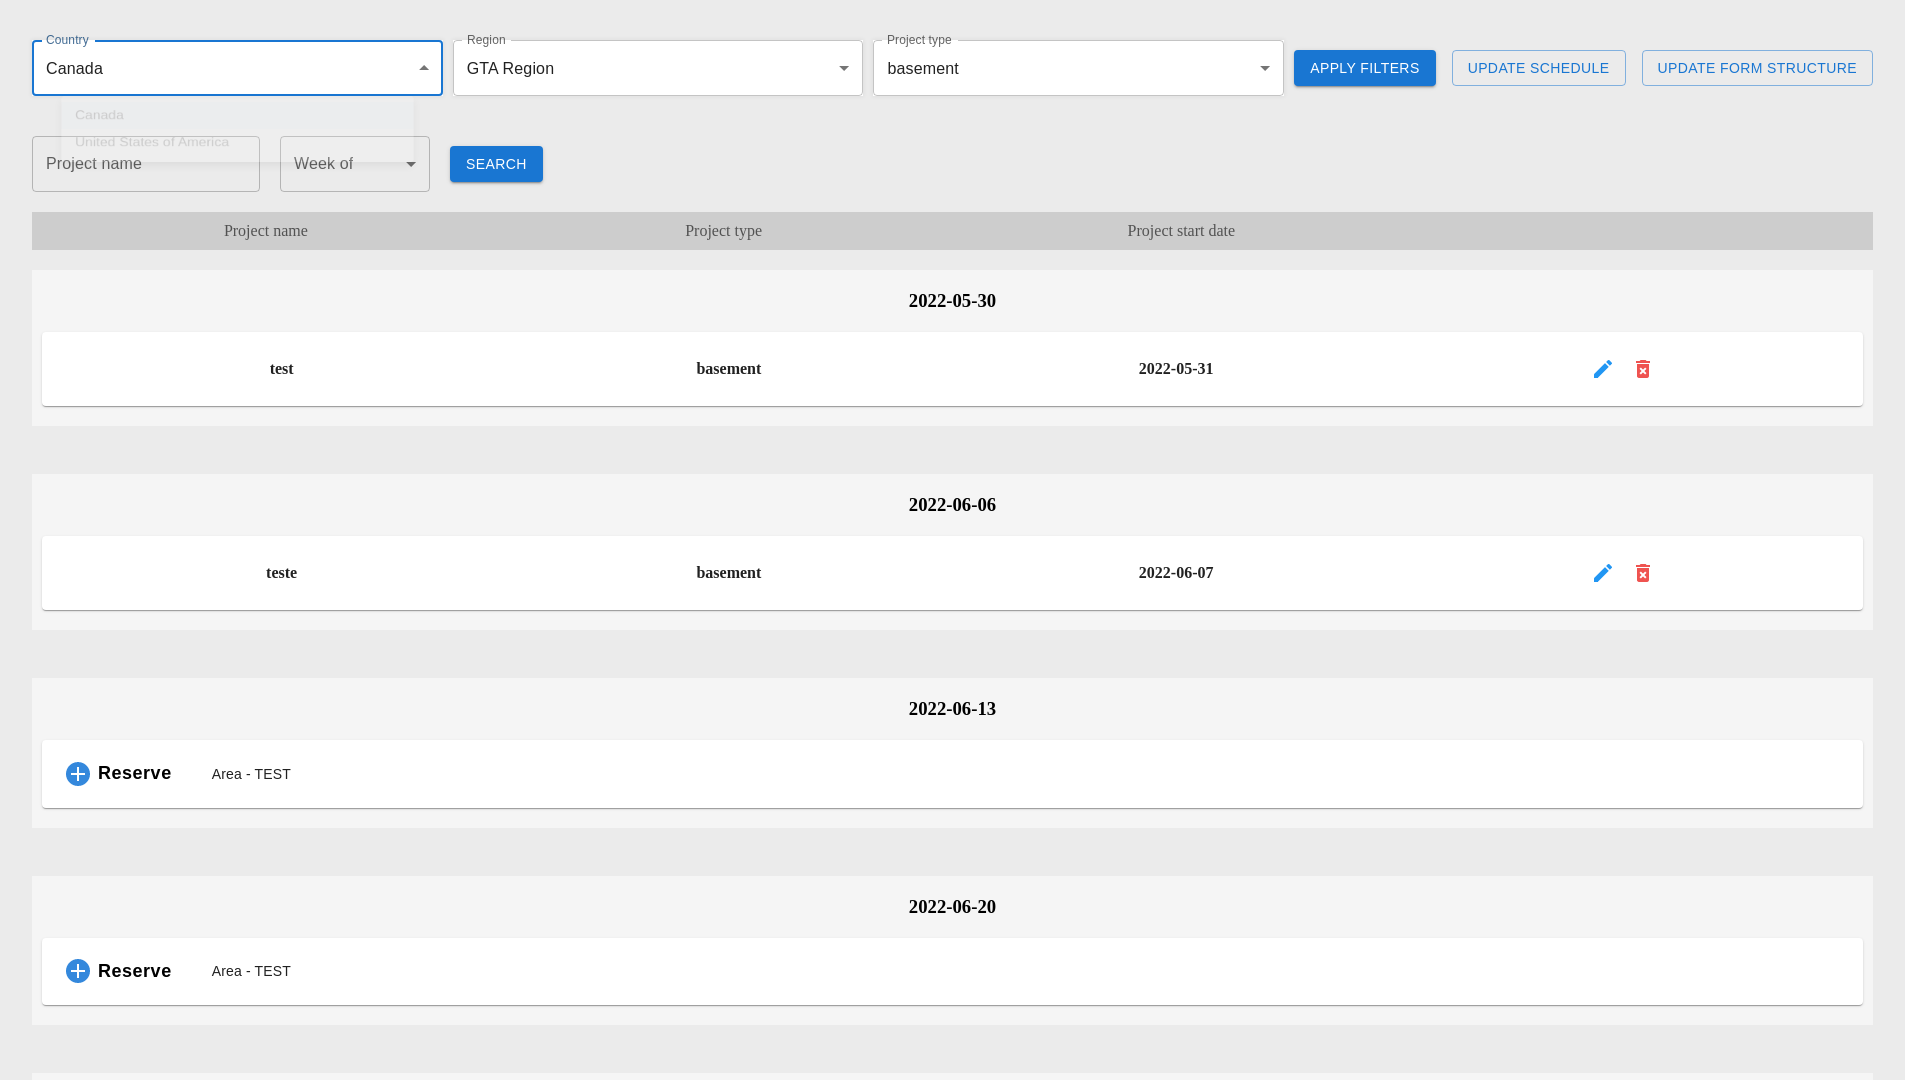 Country
Region
Project type
Canada
GTA Region
basement
APPLY FILTERS
UPDATE SCHEDULE
UPDATE FORM STRUCTURE
Canada
United States of America
Project name
Week of
SEARCH
Project name
Project type
Project start date
2022-05-30
test
basement
2022-05-31
2022-06-06
teste
basement
2022-06-07
2022-06-13
Reserve
Area - TEST
2022-06-20
Reserve
Area - TEST